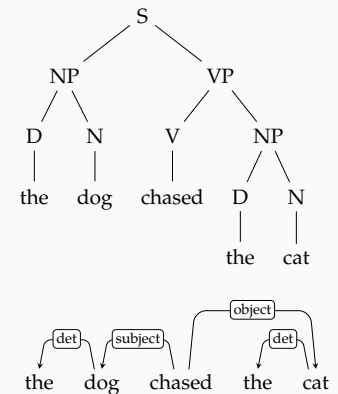 S
NP VP
D N V NP
the dog chased D N
the cat
object
det subject det
the dog chased the cat